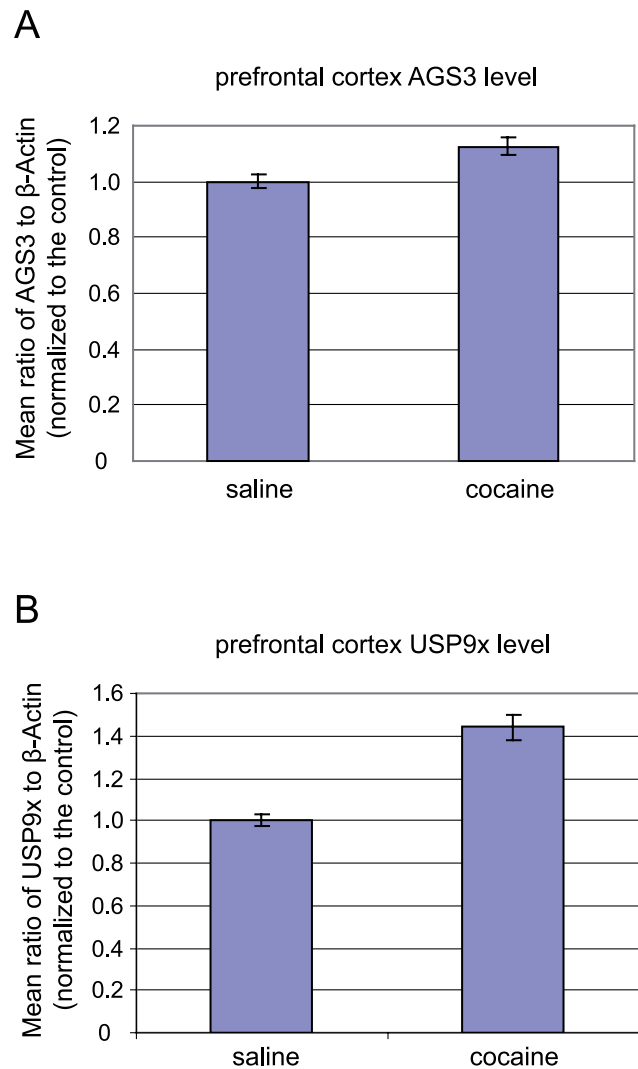 A
prefrontal cortex AGS3 level
Mean ratio of AGS3 to β-Actin
(normalized to the control)
1.2
1.0
0.8
0.6
0.4
0.2
0
saline
cocaine
B
prefrontal cortex USP9x level
Mean ratio of USP9x to β-Actin
(normalized to the control)
1.6
1.4
1.2
1.0
0.8
0.6
0.4
0.2
0
saline
cocaine